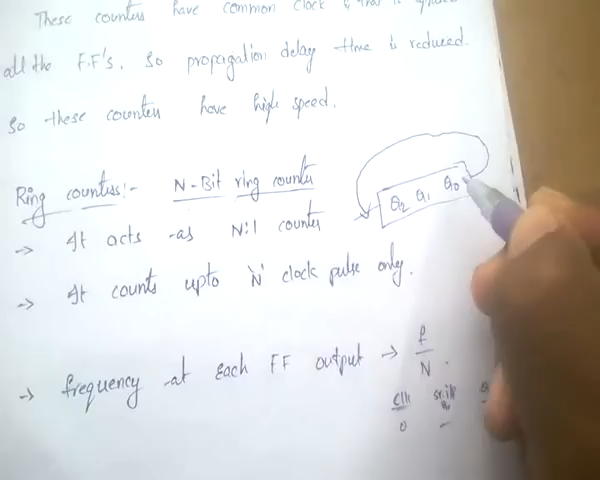 These counters have common clock & that is
all the F.F's. So propagation delay time is reduced.
So these counters have high speed.
Ring counters:- N-Bit ring counter
→ It acts as N:1 counter
Q2 Q1 Q0
→ It counts upto 'N' clock pulse only.
→ frequency at each FF output → f/N.
Clk
0 –